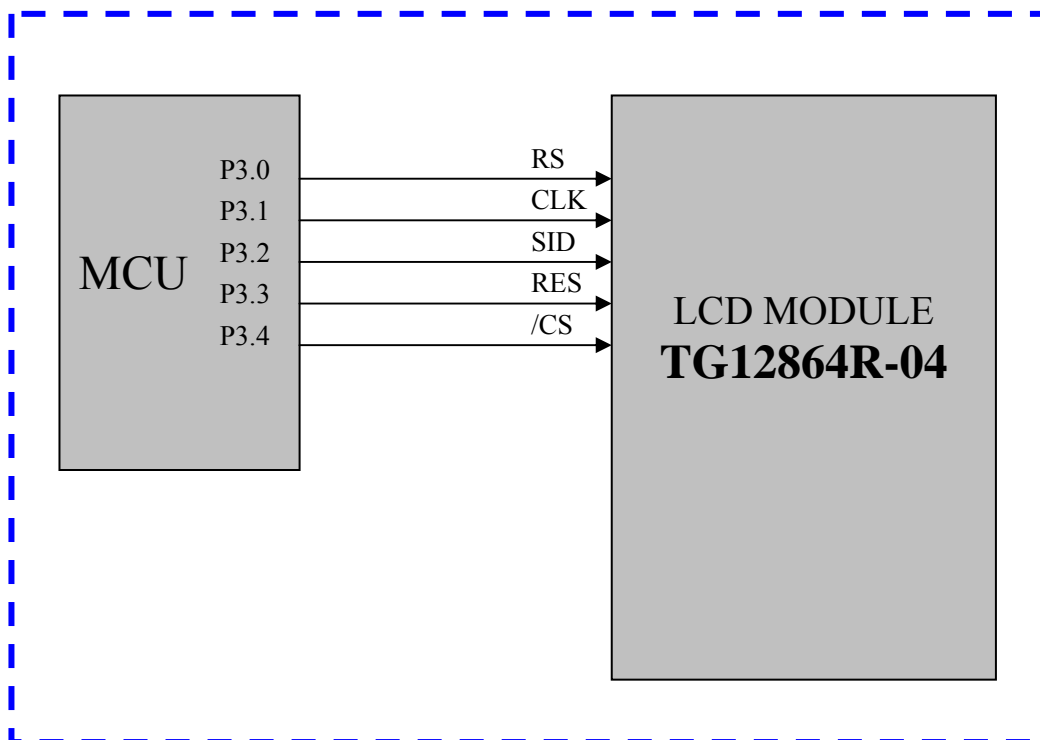 P3.0
P3.1
P3.2
P3.3
P3.4
MCU
RS
CLK
SID
RES
/CS
LCD MODULE
TG12864R-04